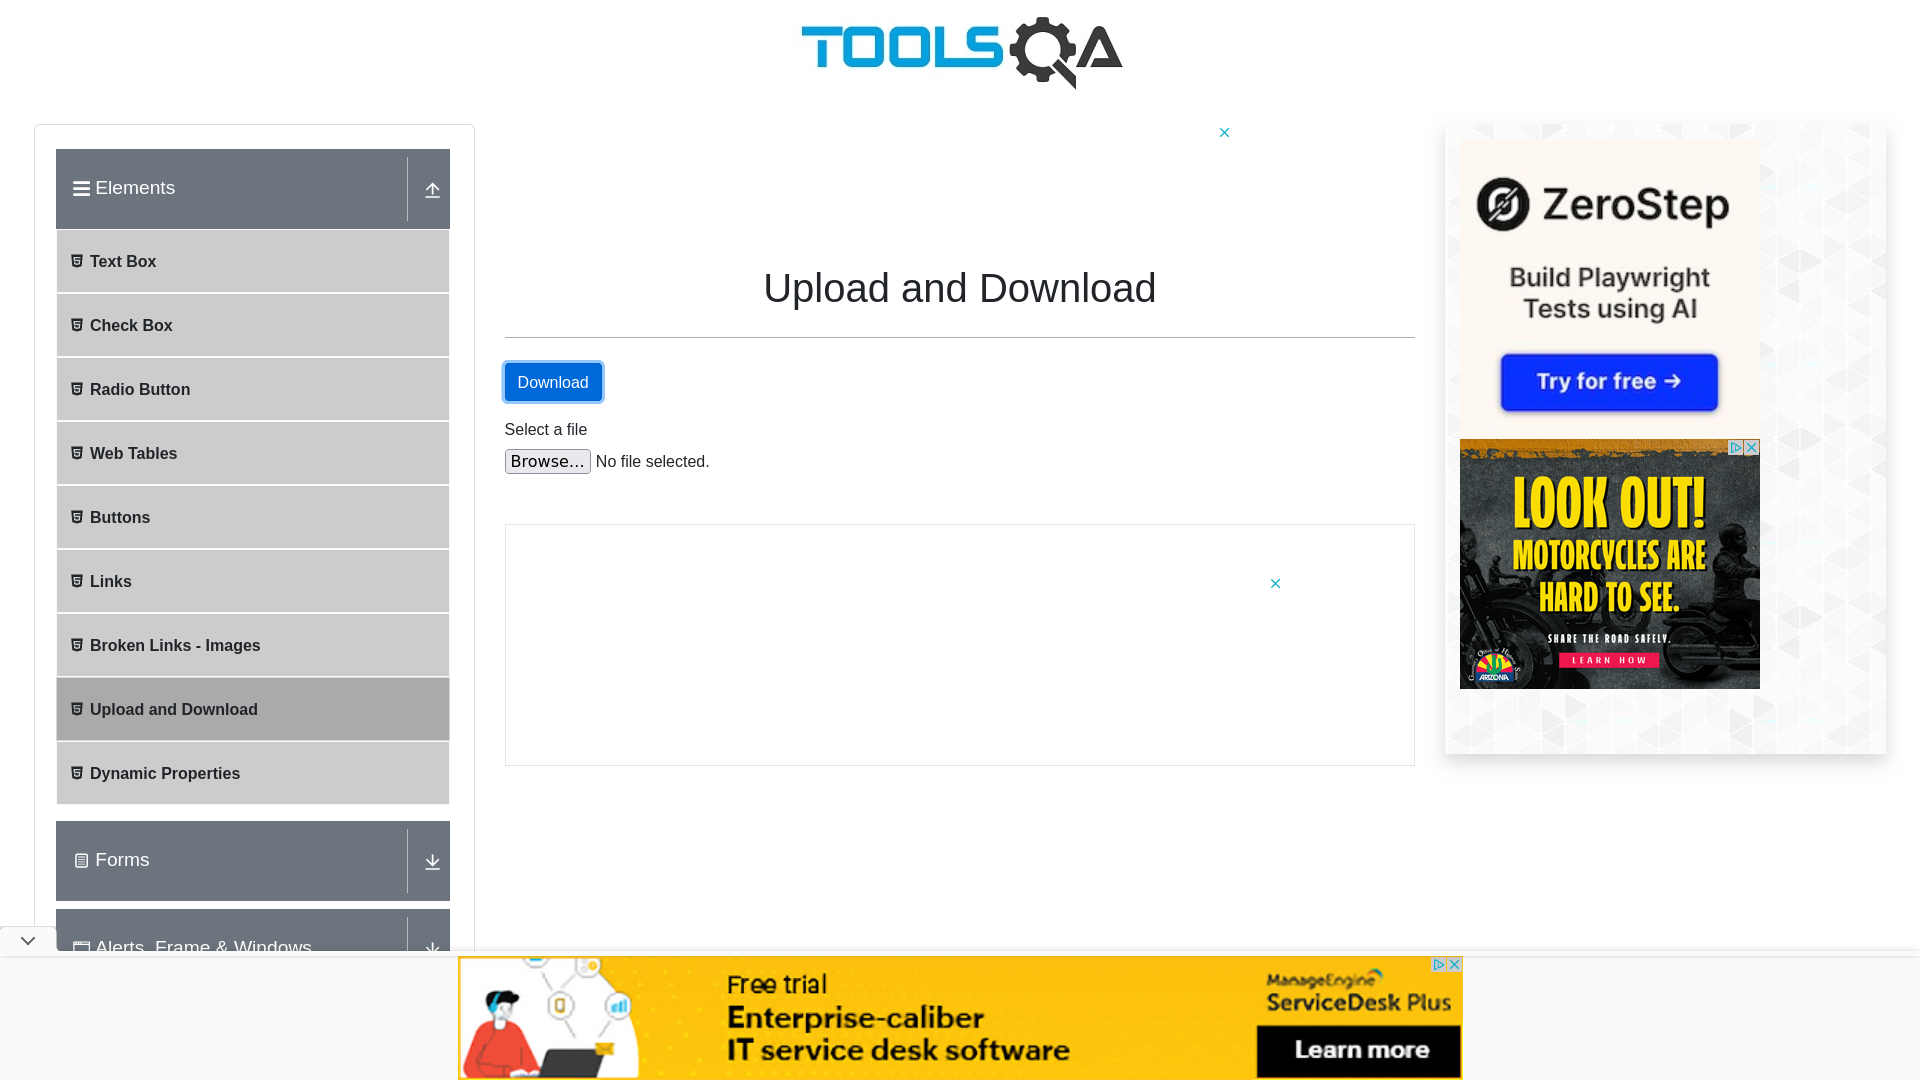 TOOLSQA
Elements
Text Box
Check Box
Radio Button
Web Tables
Buttons
Links
Broken Links - Images
Upload and Download
Dynamic Properties
Forms
Alerts, Frame & Windows
Upload and Download
Download
Select a file
Browse... No file selected.
ZeroStep
Build Playwright
Tests using AI
Try for free →
LOOK OUT!
MOTORCYCLES ARE
HARD TO SEE.
SHARE THE ROAD SAFELY.
LEARN HOW
ARIZONA
Free trial
Enterprise-caliber
IT service desk software
ManageEngine
ServiceDesk Plus
Learn more